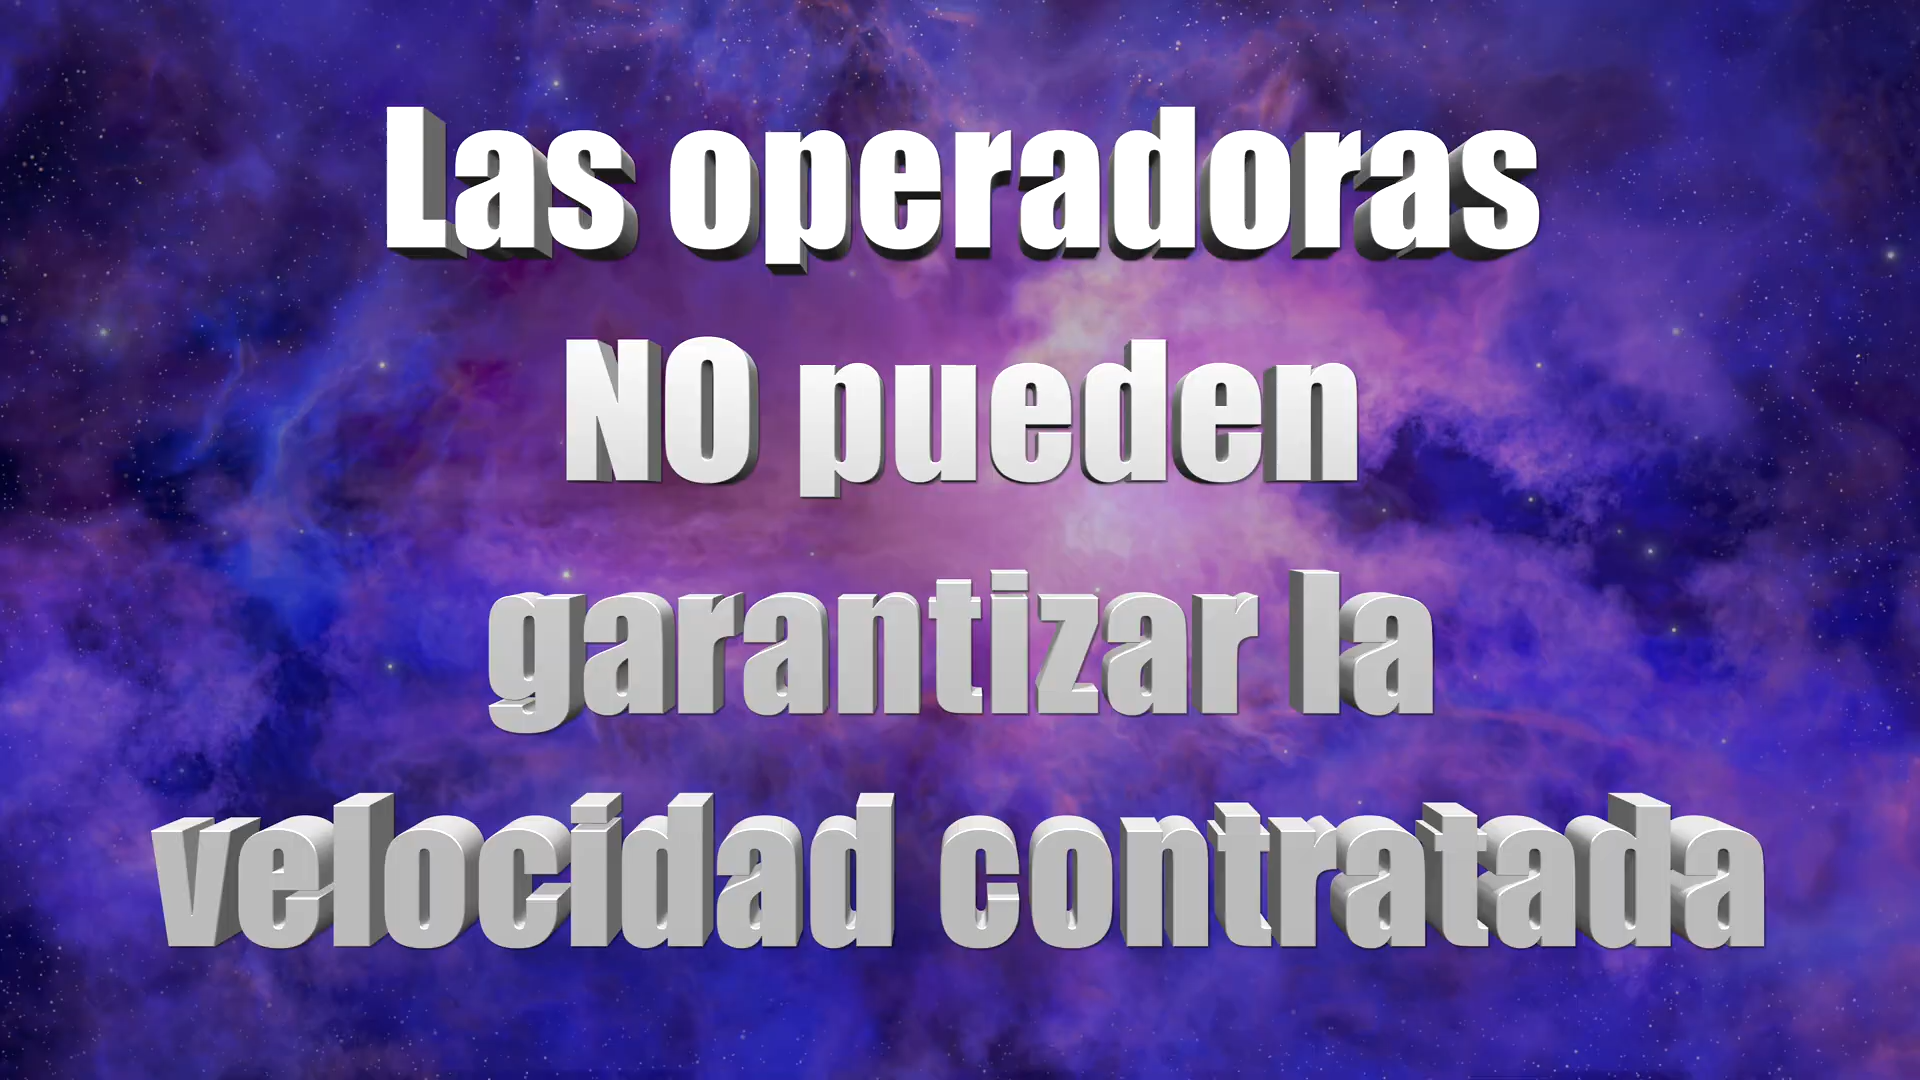 Las operadoras
NO pueden
garantizar la
velocidad contratada